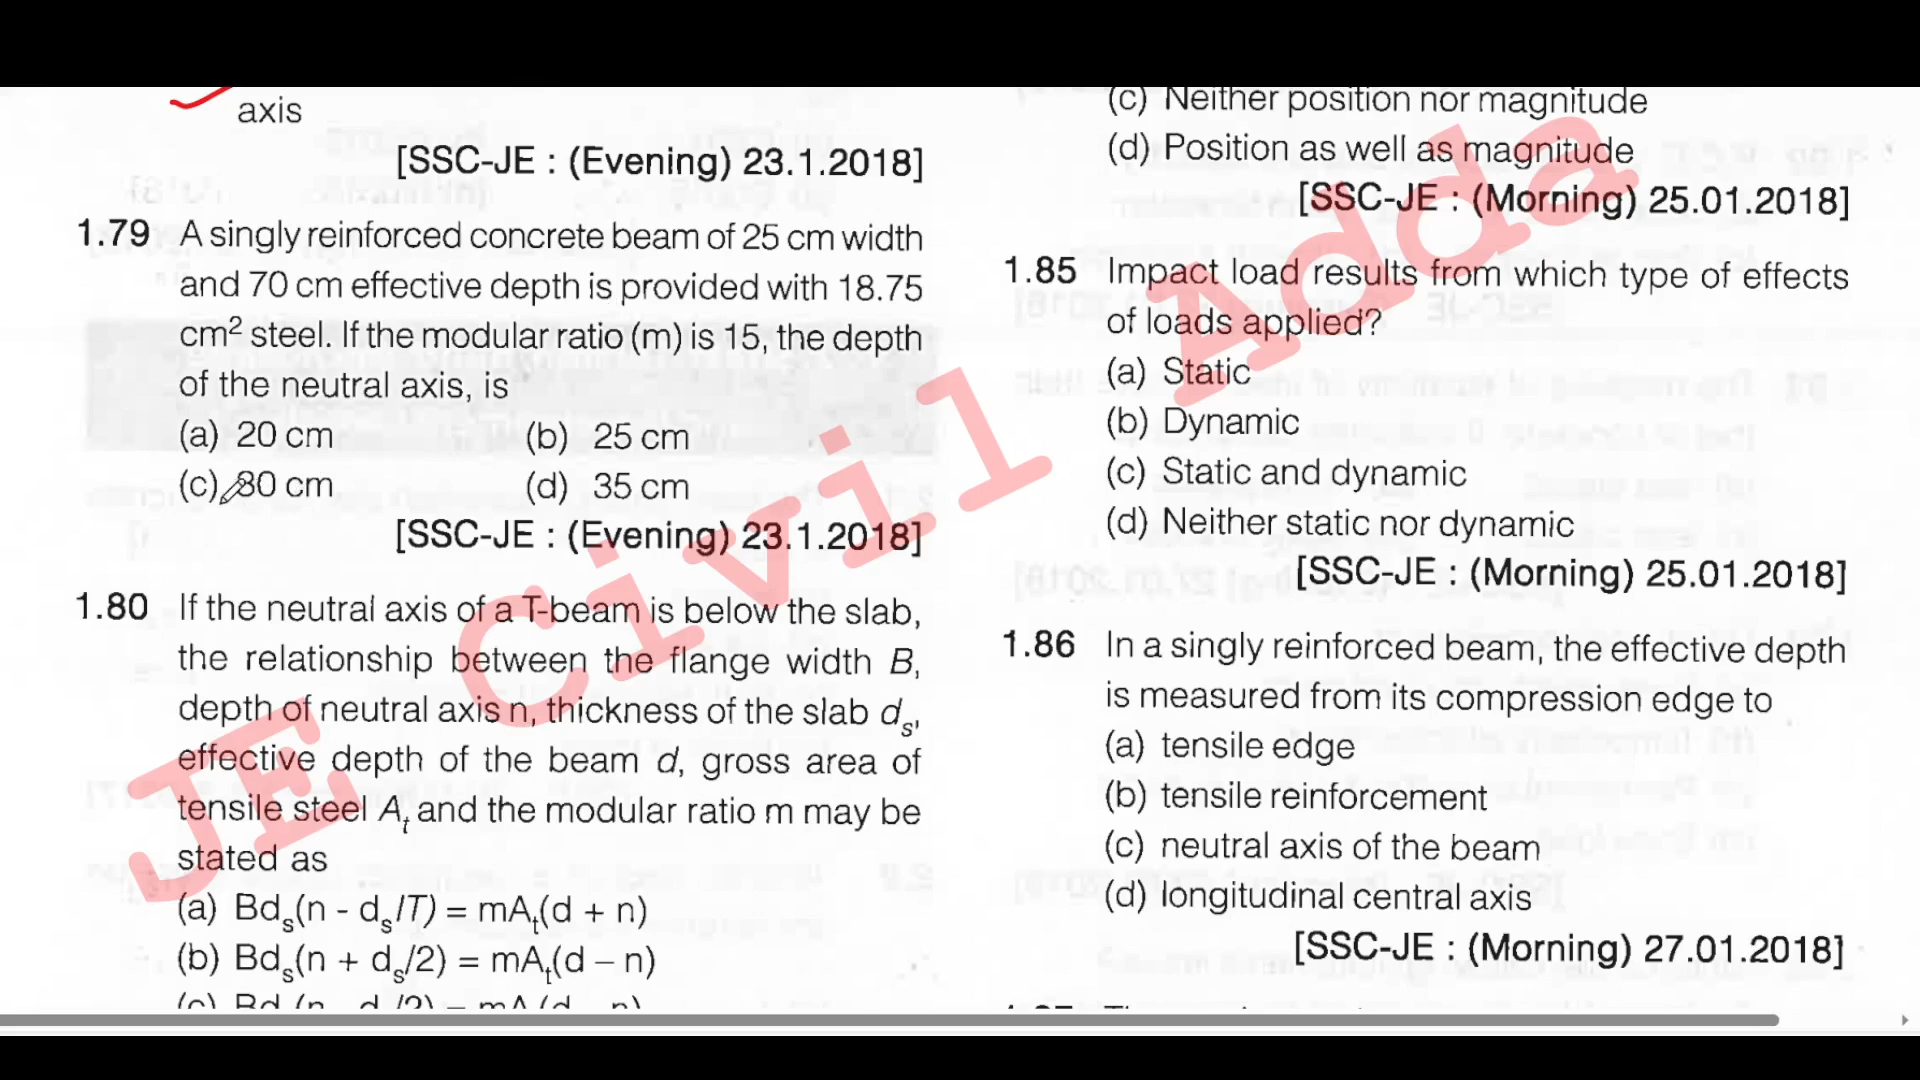 axis
[SSC-JE : (Evening) 23.1.2018]
1.79 A singly reinforced concrete beam of 25 cm width
and 70 cm effective depth is provided with 18.75
cm² steel. If the modular ratio (m) is 15, the depth
of the neutral axis, is
(a) 20 cm (b) 25 cm
(c) 30 cm (d) 35 cm
[SSC-JE : (Evening) 23.1.2018]
1.80 If the neutral axis of a T-beam is below the slab,
the relationship between the flange width B,
depth of neutral axis n, thickness of the slab dₛ,
effective depth of the beam d, gross area of
tensile steel Aₜ and the modular ratio m may be
stated as
(a) Bdₛ(n - dₛ/T) = mAₜ(d + n)
(b) Bdₛ(n + dₛ/2) = mAₜ(d – n)
(c) Neither position nor magnitude
(d) Position as well as magnitude
[SSC-JE : (Morning) 25.01.2018]
1.85 Impact load results from which type of effects
of loads applied?
(a) Static
(b) Dynamic
(c) Static and dynamic
(d) Neither static nor dynamic
[SSC-JE : (Morning) 25.01.2018]
1.86 In a singly reinforced beam, the effective depth
is measured from its compression edge to
(a) tensile edge
(b) tensile reinforcement
(c) neutral axis of the beam
(d) longitudinal central axis
[SSC-JE : (Morning) 27.01.2018]
JE Civil Adda